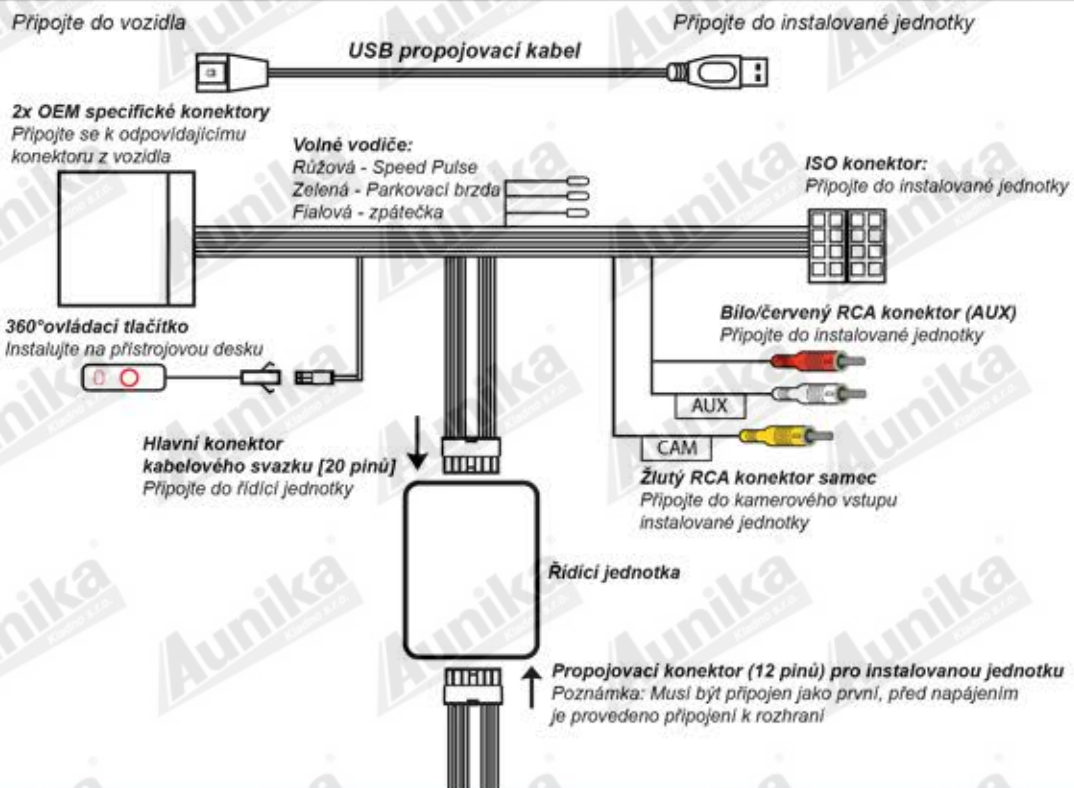 Připojte do vozidla
Připojte do instalované jednotky
USB propojovací kabel
2x OEM specifické konektory
Připojte se k odpovídajícímu
konektoru z vozidla
Volné vodiče:
Růžová - Speed Pulse
Zelená - Parkovací brzda
Fialová - zpátečka
ISO konektor:
Připojte do instalované jednotky
360°ovládací tlačítko
Instalujte na přístrojovou desku
Bílo/červený RCA konektor (AUX)
Připojte do instalované jednotky
AUX
CAM
Hlavní konektor
kabelového svazku [20 pinů]
Připojte do řídící jednotky
Žlutý RCA konektor samec
Připojte do kamerového vstupu
instalované jednotky
Řídící jednotka
Propojovací konektor (12 pinů) pro instalovanou jednotku
Poznámka: Musí být připojen jako první, před napájením
je provedeno připojení k rozhraní
Aunika
Kladno s.r.o.